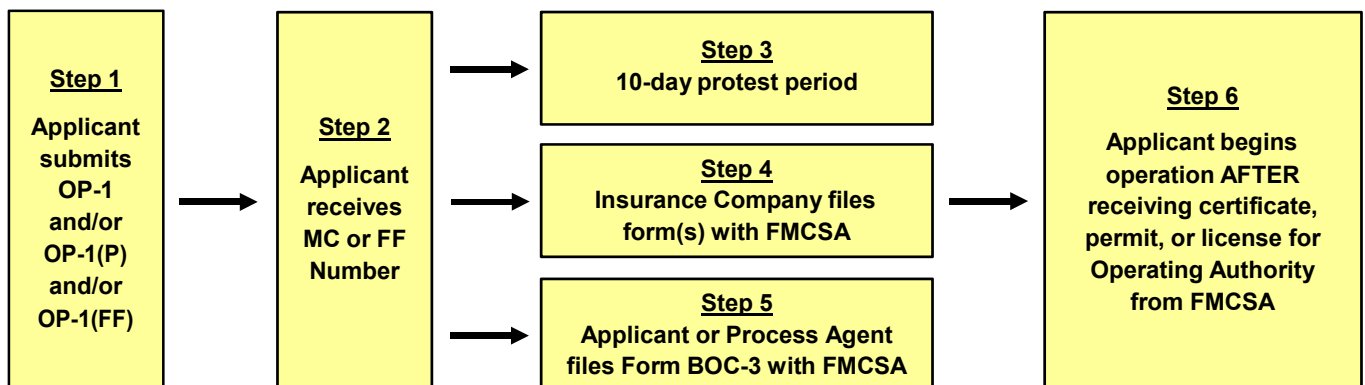 Step 1
Applicant
submits
OP-1
and/or
OP-1(P)
and/or
OP-1(FF)
Step 2
Applicant
receives
MC or FF
Number
Step 3
10-day protest period
Step 4
Insurance Company files
form(s) with FMCSA
Step 5
Applicant or Process Agent
files Form BOC-3 with FMCSA
Step 6
Applicant begins
operation AFTER
receiving certificate,
permit, or license for
Operating Authority
from FMCSA